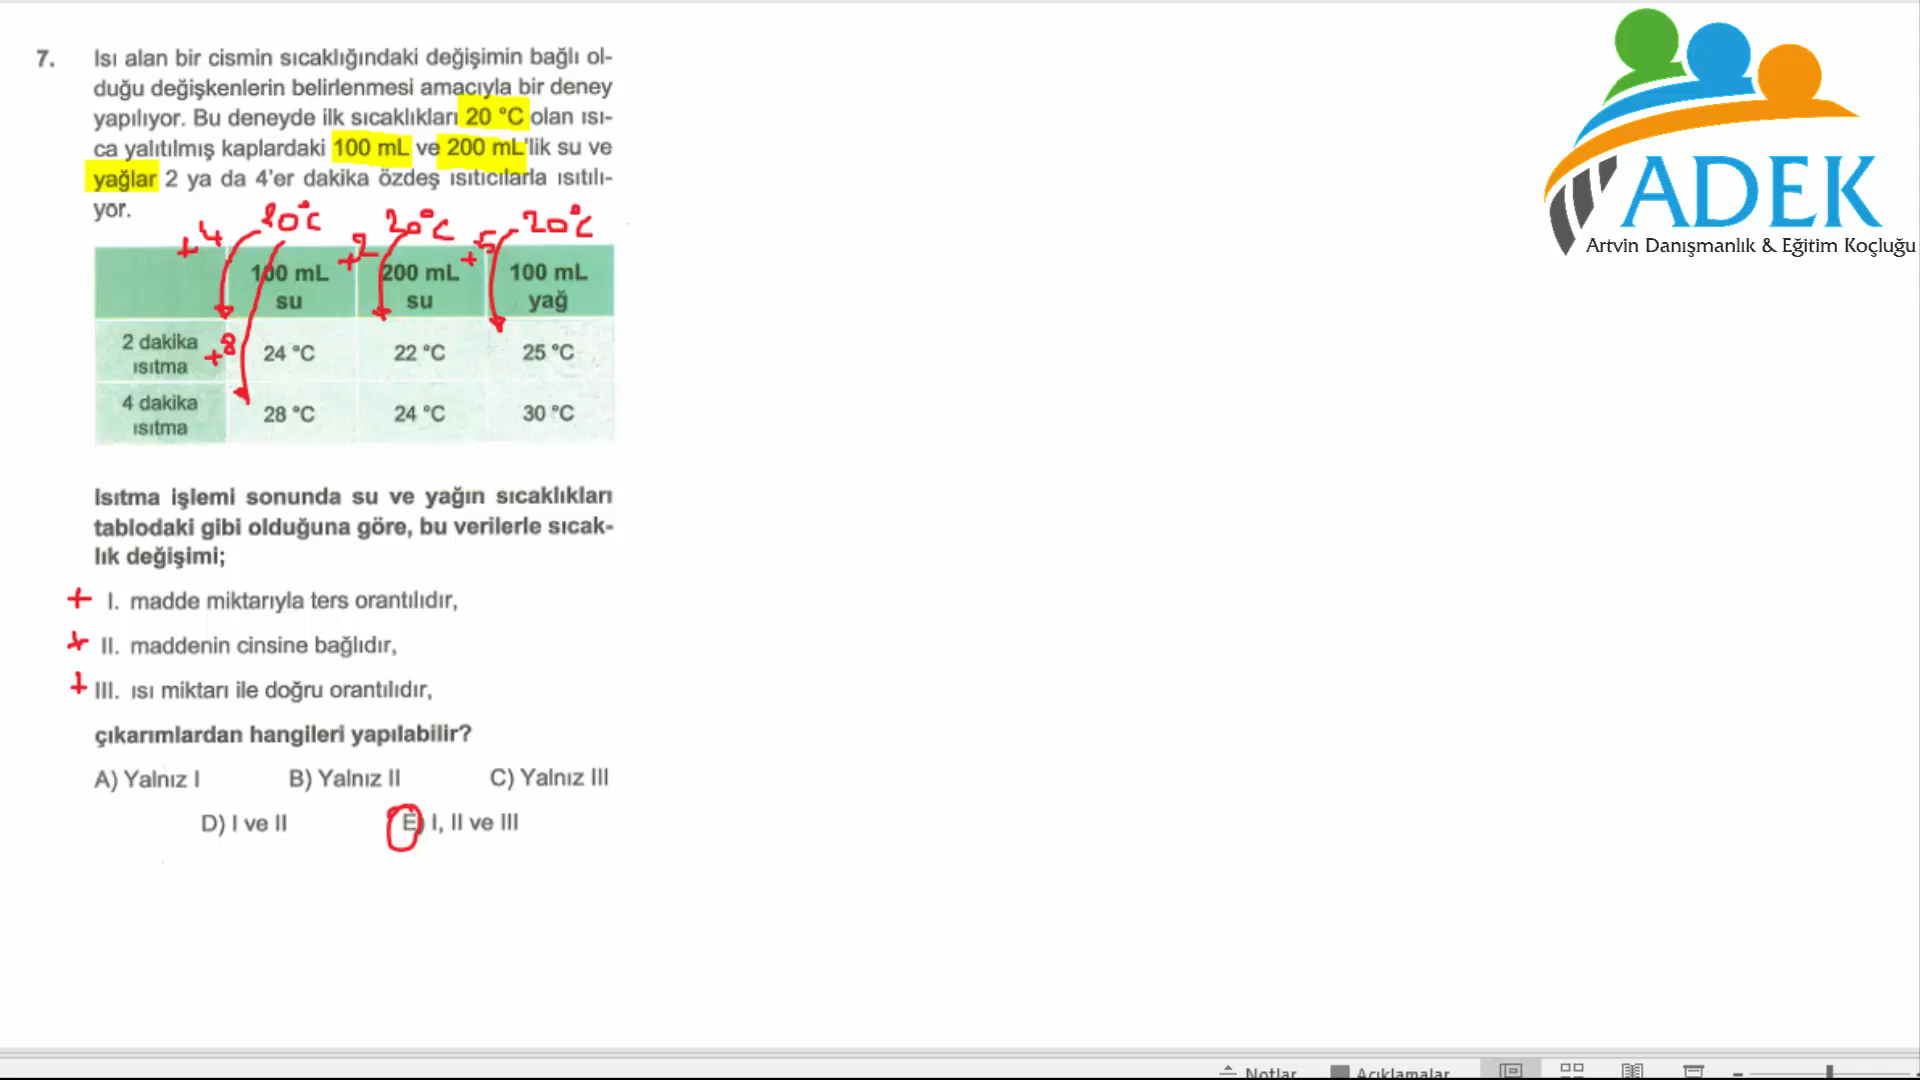 7. Isı alan bir cismin sıcaklığındaki değişimin bağlı ol-
duğu değişkenlerin belirlenmesi amacıyla bir deney
yapılıyor. Bu deneyde ilk sıcaklıkları 20 °C olan ısı-
ca yalıtılmış kaplardaki 100 mL ve 200 mL'lik su ve
yağlar 2 ya da 4'er dakika özdeş ısıtıcılarla ısıtılı-
yor.
+4 20°C +2 20°C +5 20°C
100 mL su 200 mL su 100 mL yağ
2 dakika ısıtma +8 24 °C 22 °C 25 °C
4 dakika ısıtma 28 °C 24 °C 30 °C
Isıtma işlemi sonunda su ve yağın sıcaklıkları
tablodaki gibi olduğuna göre, bu verilerle sıcak-
lık değişimi;
+ I. madde miktarıyla ters orantılıdır,
+ II. maddenin cinsine bağlıdır,
+ III. ısı miktarı ile doğru orantılıdır,
çıkarımlardan hangileri yapılabilir?
A) Yalnız I B) Yalnız II C) Yalnız III
D) I ve II E) I, II ve III
ADEK
Artvin Danışmanlık & Eğitim Koçluğu
Notlar Açıklamalar